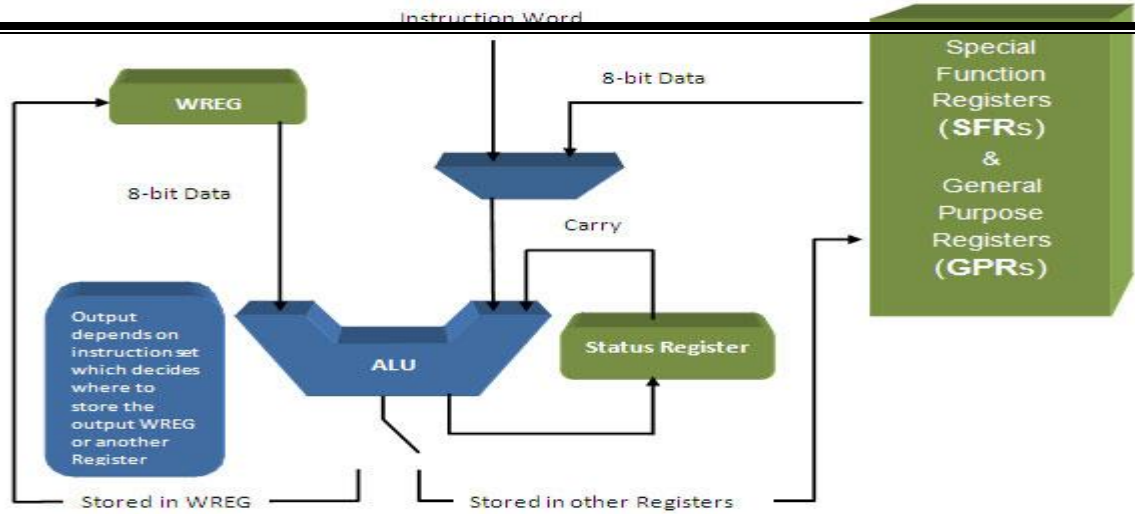 Instruction Word
Special
Function
Registers
(SFRs)
&
General
Purpose
Registers
(GPRs)
8-bit Data
WREG
8-bit Data
Carry
Output
depends on
instruction set
which decides
where to
store the
output WREG
or another
Register
ALU
Status Register
Stored in WREG
Stored in other Registers